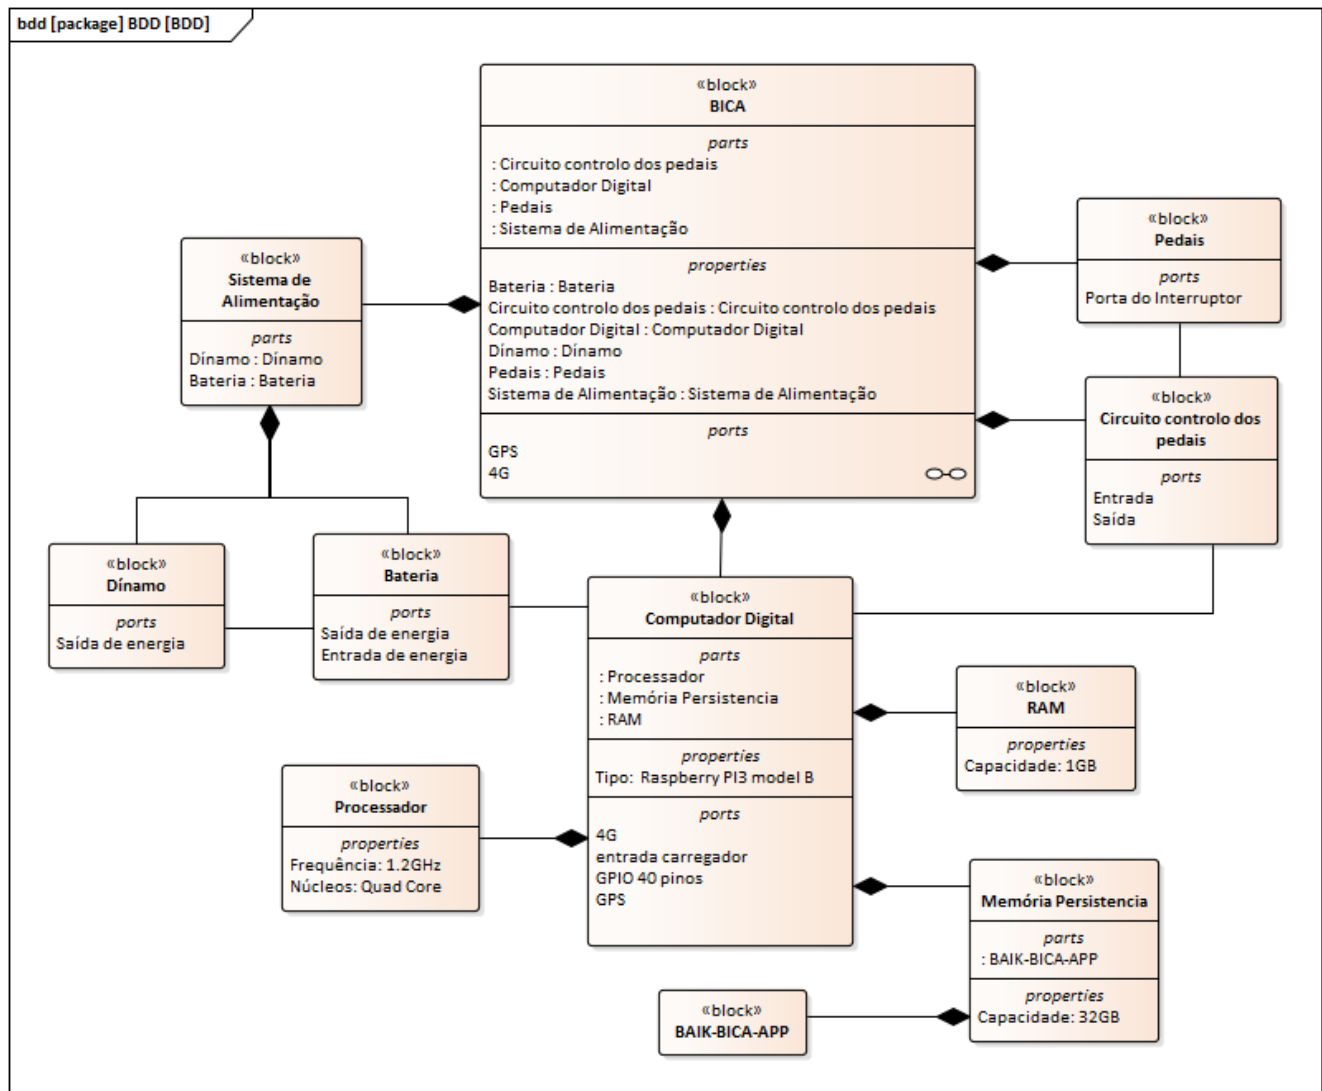 bdd [package] BDD [BDD]
«block»
BICA
parts
: Circuito controlo dos pedais
: Computador Digital
: Pedais
: Sistema de Alimentação
properties
Bateria : Bateria
Circuito controlo dos pedais : Circuito controlo dos pedais
Computador Digital : Computador Digital
Dínamo : Dínamo
Pedais : Pedais
Sistema de Alimentação : Sistema de Alimentação
ports
GPS
4G
«block»
Pedais
ports
Porta do Interruptor
«block»
Sistema de
Alimentação
parts
Dínamo : Dínamo
Bateria : Bateria
«block»
Circuito controlo dos
pedais
ports
Entrada
Saída
«block»
Dínamo
ports
Saída de energia
«block»
Bateria
ports
Saída de energia
Entrada de energia
«block»
Computador Digital
parts
: Processador
: Memória Persistencia
: RAM
properties
Tipo: Raspberry PI3 model B
ports
4G
entrada carregador
GPIO 40 pinos
GPS
«block»
RAM
properties
Capacidade: 1GB
«block»
Processador
properties
Frequência: 1.2GHz
Núcleos: Quad Core
«block»
Memória Persistencia
parts
: BAIK-BICA-APP
properties
Capacidade: 32GB
«block»
BAIK-BICA-APP